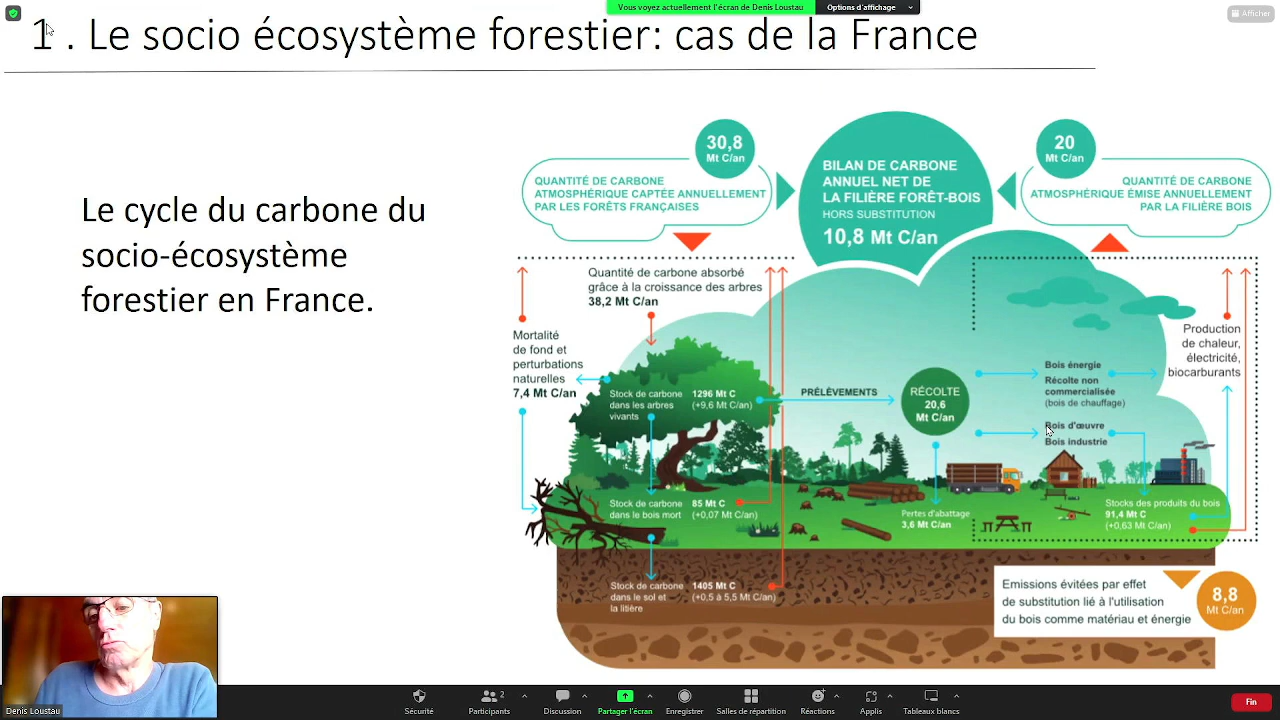 Vous voyez actuellement l'écran de Denis Loustau
Options d'affichage
Afficher
1 . Le socio écosystème forestier: cas de la France
Le cycle du carbone du
socio-écosystème
forestier en France.
30,8
Mt C/an
QUANTITÉ DE CARBONE
ATMOSPHÉRIQUE CAPTÉE ANNUELLEMENT
PAR LES FORÊTS FRANÇAISES
BILAN DE CARBONE
ANNUEL NET DE
LA FILIÈRE FORÊT-BOIS
HORS SUBSTITUTION
10,8 Mt C/an
20
Mt C/an
QUANTITÉ DE CARBONE
ATMOSPHÉRIQUE ÉMISE ANNUELLEMENT
PAR LA FILIÈRE BOIS
Quantité de carbone absorbé
grâce à la croissance des arbres
38,2 Mt C/an
Mortalité
de fond et
perturbations
naturelles
7,4 Mt C/an
Stock de carbone
dans les arbres
vivants
1296 Mt C
(+9,6 Mt C/an)
PRÉLÈVEMENTS
RÉCOLTE
20,6
Mt C/an
Bois énergie
Récolte non
commercialisée
(bois de chauffage)
Bois d'œuvre
Bois industrie
Production
de chaleur,
électricité,
biocarburants
Stock de carbone
dans le bois mort
85 Mt C
(+0,07 Mt C/an)
Pertes d'abattage
3,6 Mt C/an
Stocks des produits du bois
91,4 Mt C
(+0,63 Mt C/an)
Stock de carbone
dans le sol et
la litière
1405 Mt C
(+0,5 à 5,5 Mt C/an)
Emissions évitées par effet
de substitution lié à l'utilisation
du bois comme matériau et énergie
8,8
Mt C/an
Denis Loustau
Sécurité
Participants
2
Discussion
Partager l'écran
Enregistrer
Salles de répartition
Réactions
Applis
Tableaux blancs
Fin